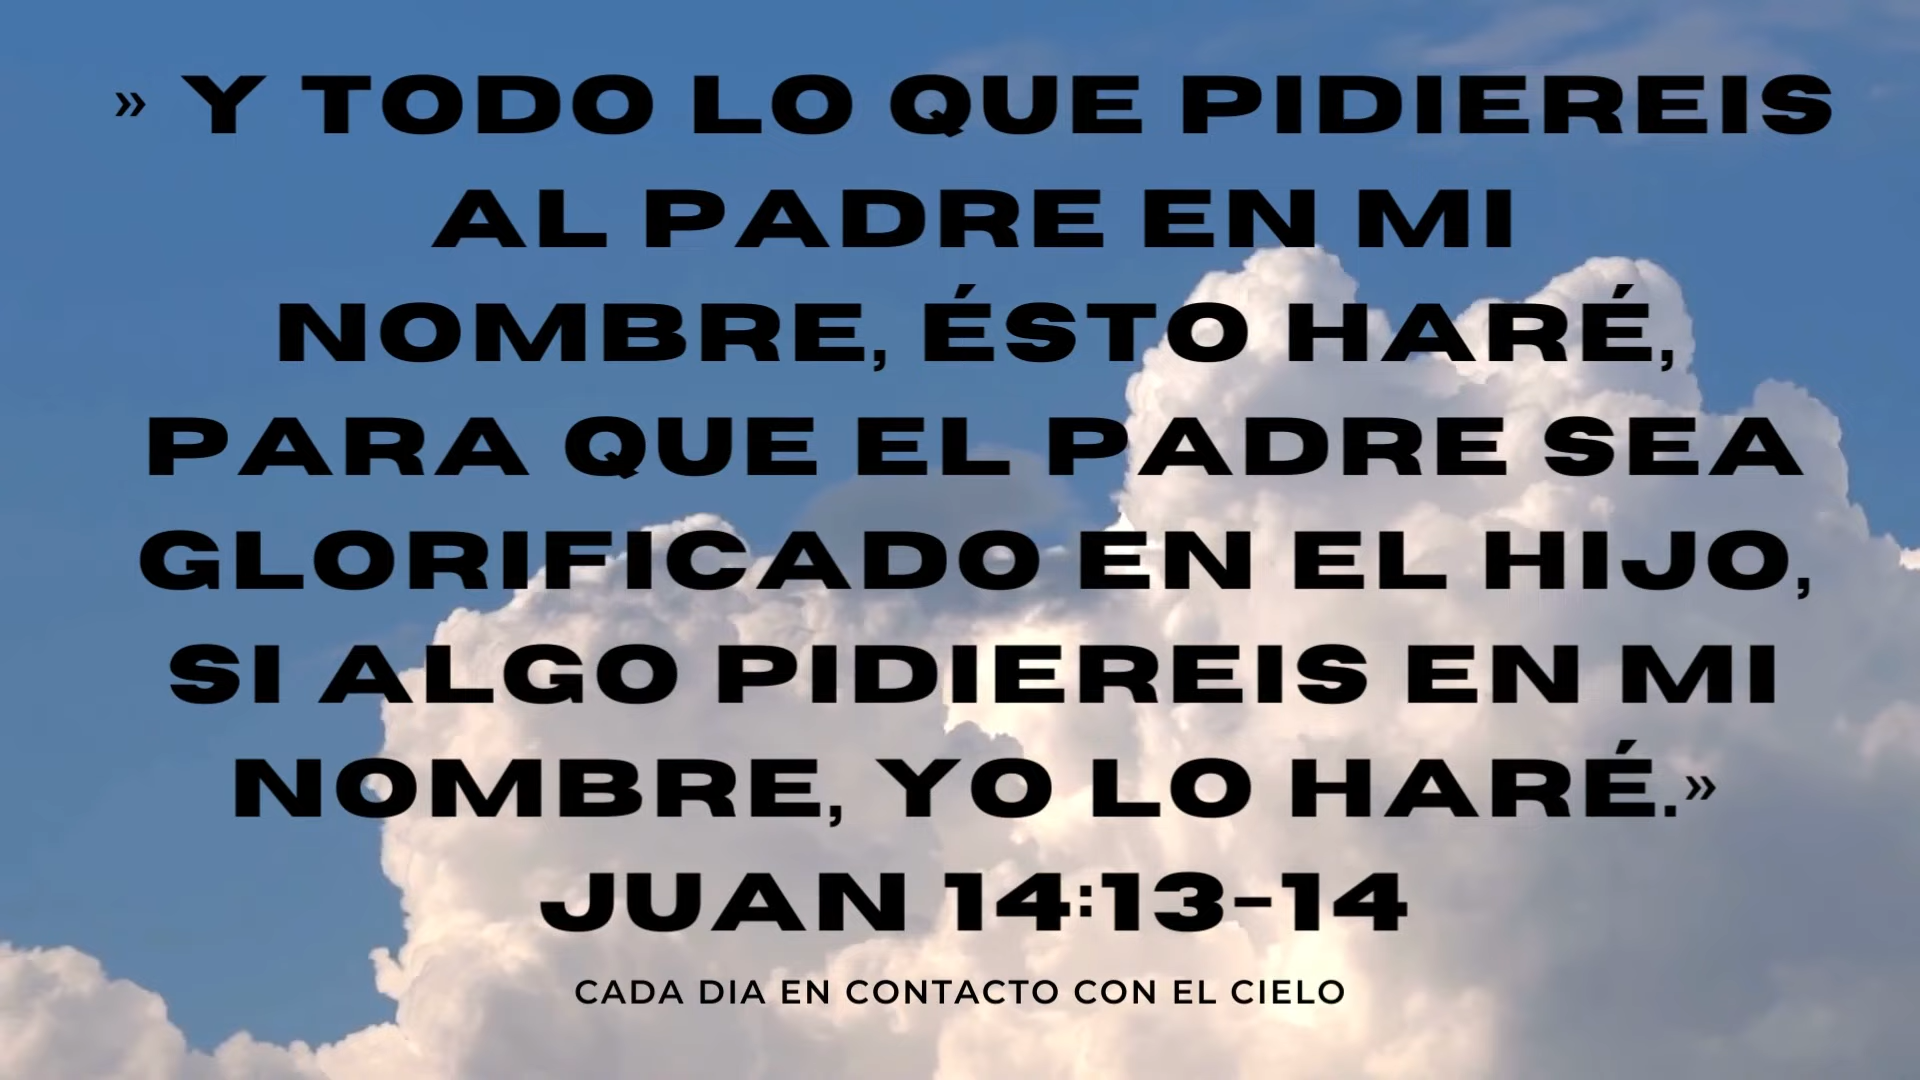 » Y TODO LO QUE PIDIEREIS
AL PADRE EN MI
NOMBRE, ÉSTO HARÉ,
PARA QUE EL PADRE SEA
GLORIFICADO EN EL HIJO,
SI ALGO PIDIEREIS EN MI
NOMBRE, YO LO HARÉ.»
JUAN 14:13-14
CADA DIA EN CONTACTO CON EL CIELO